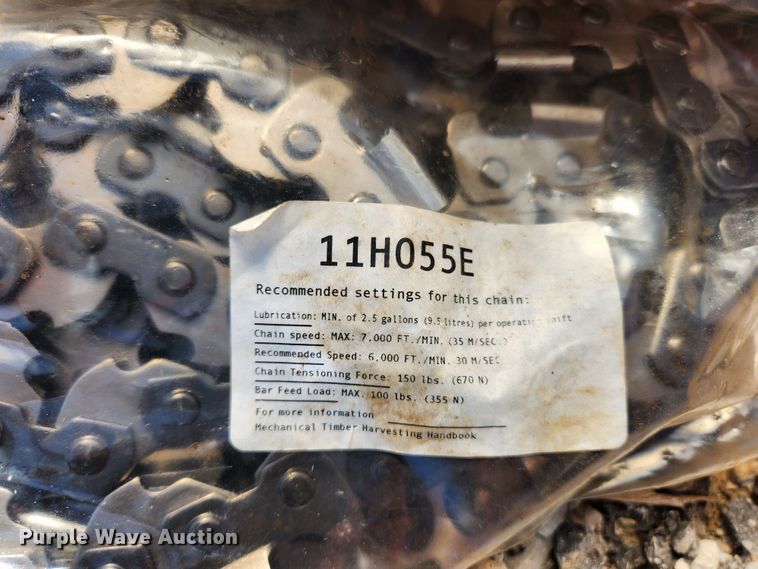 11H055E
Recommended settings for this chain:
Lubrication: MIN. of 2.5 gallons (9.5 litres) per operating shift
Chain speed: MAX: 7.000 FT./MIN. (35 M/SEC.)
Recommended Speed: 6.000 FT./MIN. 30 M/SEC
Chain Tensioning Force: 150 lbs. (670 N)
Bar Feed Load: MAX. 100 lbs. (355 N)
For more information
Mechanical Timber Harvesting Handbook
Purple Wave Auction